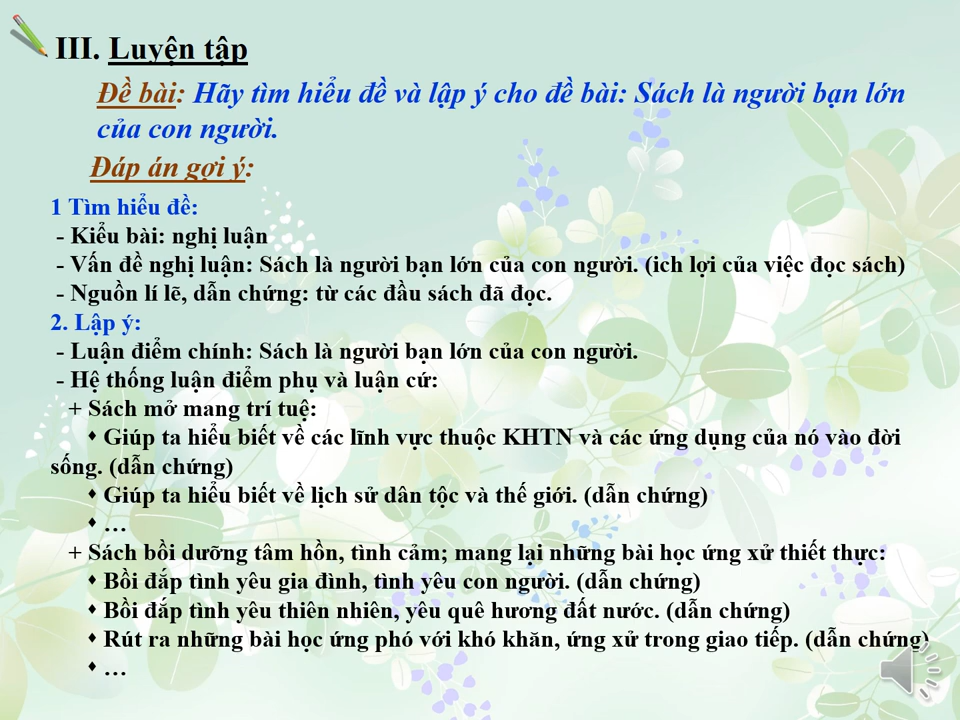 III. Luyện tập
Đề bài: Hãy tìm hiểu đề và lập ý cho đề bài: Sách là người bạn lớn
của con người.
Đáp án gợi ý:
1 Tìm hiểu đề:
- Kiểu bài: nghị luận
- Vấn đề nghị luận: Sách là người bạn lớn của con người. (ich lợi của việc đọc sách)
- Nguồn lí lẽ, dẫn chứng: từ các đầu sách đã đọc.
2. Lập ý:
- Luận điểm chính: Sách là người bạn lớn của con người.
- Hệ thống luận điểm phụ và luận cứ:
+ Sách mở mang trí tuệ:
⬧ Giúp ta hiểu biết về các lĩnh vực thuộc KHTN và các ứng dụng của nó vào đời
sống. (dẫn chứng)
⬧ Giúp ta hiểu biết về lịch sử dân tộc và thế giới. (dẫn chứng)
⬧ …
+ Sách bồi dưỡng tâm hồn, tình cảm; mang lại những bài học ứng xử thiết thực:
⬧ Bồi đắp tình yêu gia đình, tình yêu con người. (dẫn chứng)
⬧ Bồi đắp tình yêu thiên nhiên, yêu quê hương đất nước. (dẫn chứng)
⬧ Rút ra những bài học ứng phó với khó khăn, ứng xử trong giao tiếp. (dẫn chứng)
⬧ …